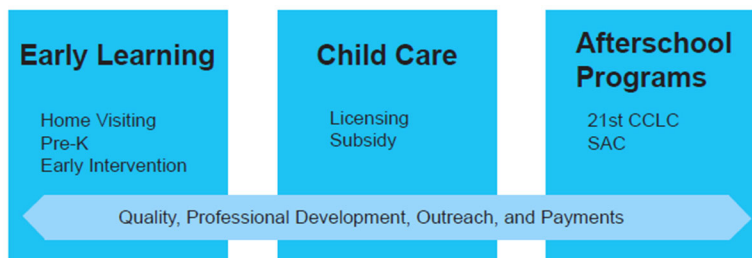 Early Learning
Home Visiting
Pre-K
Early Intervention
Child Care
Licensing
Subsidy
Afterschool
Programs
21st CCLC
SAC
Quality, Professional Development, Outreach, and Payments